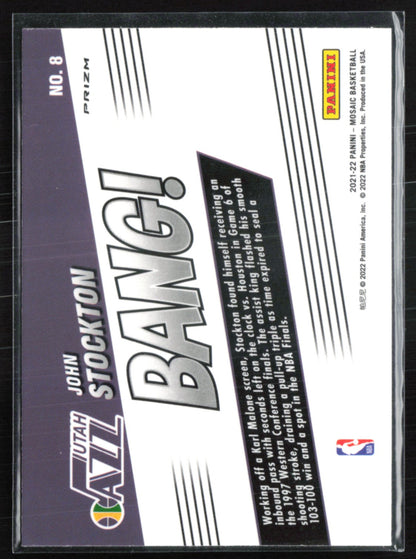 NO. 8
PRIZM
BANG!
UTAH
JAZZ
JOHN
STOCKTON
Working off a Karl Malone screen, Stockton found himself receiving an
inbound pass with seconds left on the clock vs. Houston in Game 6 of
the 1997 Western Conference finals. The assist king flashed his smooth
shooting stroke, draining a pull-up triple as time expired to seal a
103-100 win and a spot in the NBA Finals.
PANINI
2021-22 PANINI – MOSAIC BASKETBALL
© 2022 NBA Properties, Inc. Produced in the USA.
帕尼尼 © 2022 Panini America, Inc.
NBA